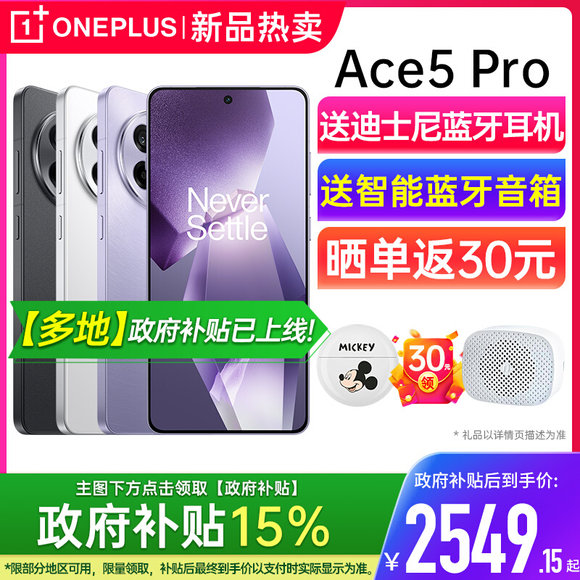 1+ ONEPLUS | 新品热卖
Ace5 Pro
送迪士尼蓝牙耳机
送智能蓝牙音箱
晒单返30元
Never
Settle
【多地】政府补贴已上线!
MICKEY
30元
领
* 礼品以详情页描述为准
主图下方点击领取【政府补贴】
政府补贴15%
*限部分地区可用，限量领取，补贴后最终到手价以支付时实际显示为准。
政府补贴后到手价:
¥2549.15起